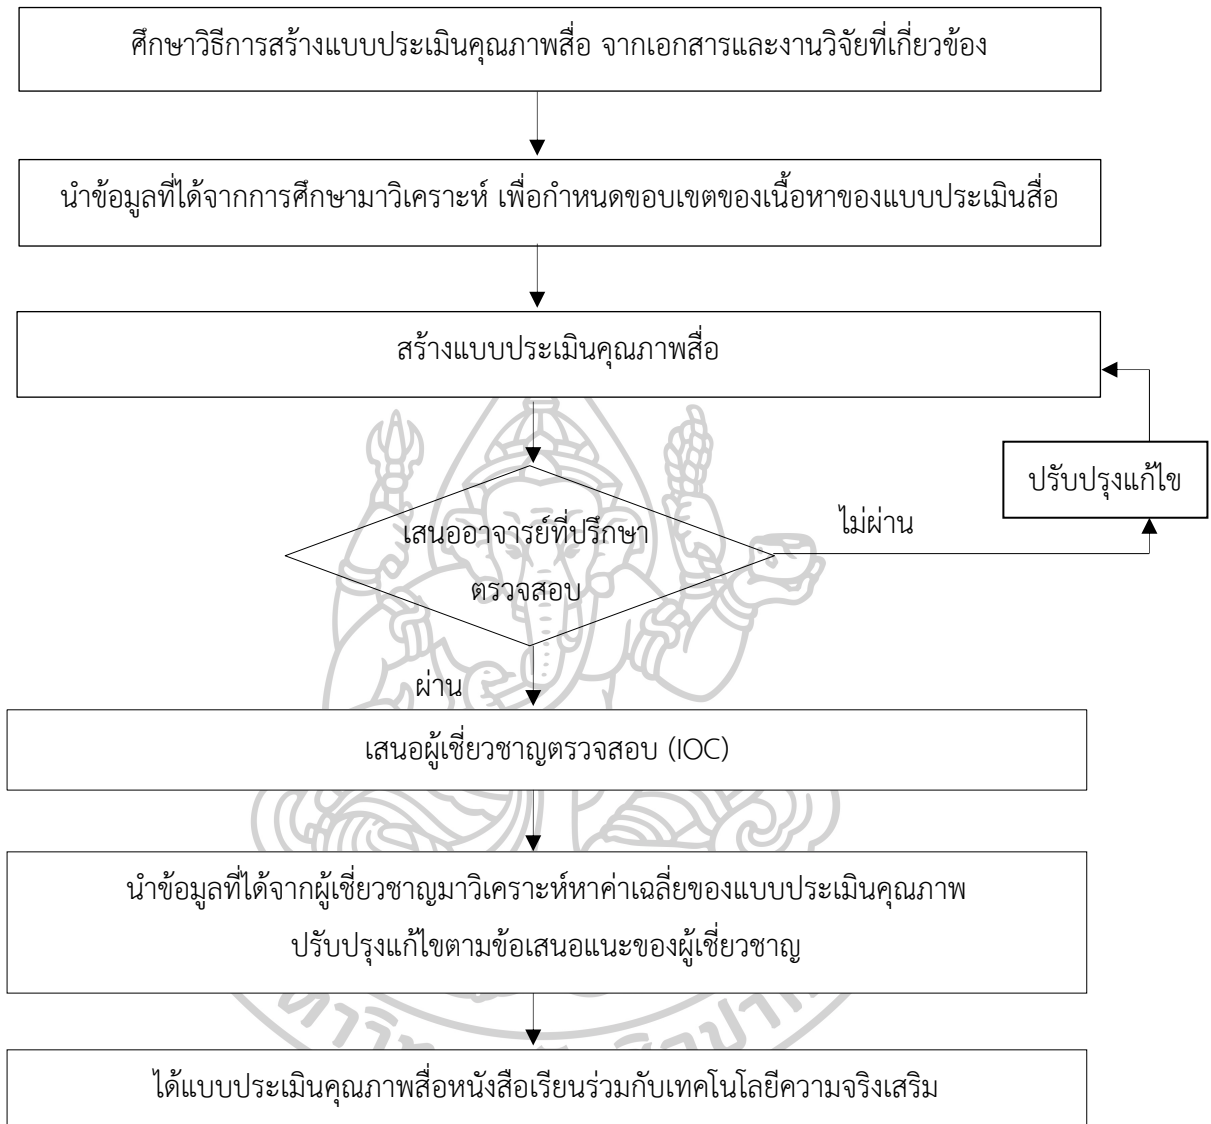 ศึกษาวิธีการสร้างแบบประเมินคุณภาพสื่อ จากเอกสารและงานวิจัยที่เกี่ยวข้อง
นำข้อมูลที่ได้จากการศึกษามาวิเคราะห์ เพื่อกำหนดขอบเขตของเนื้อหาของแบบประเมินสื่อ
สร้างแบบประเมินคุณภาพสื่อ
ปรับปรุงแก้ไข
ไม่ผ่าน
เสนออาจารย์ที่ปรึกษา
ตรวจสอบ
ผ่าน
เสนอผู้เชี่ยวชาญตรวจสอบ (IOC)
นำข้อมูลที่ได้จากผู้เชี่ยวชาญมาวิเคราะห์หาค่าเฉลี่ยของแบบประเมินคุณภาพ
ปรับปรุงแก้ไขตามข้อเสนอแนะของผู้เชี่ยวชาญ
ได้แบบประเมินคุณภาพสื่อหนังสือเรียนร่วมกับเทคโนโลยีความจริงเสริม